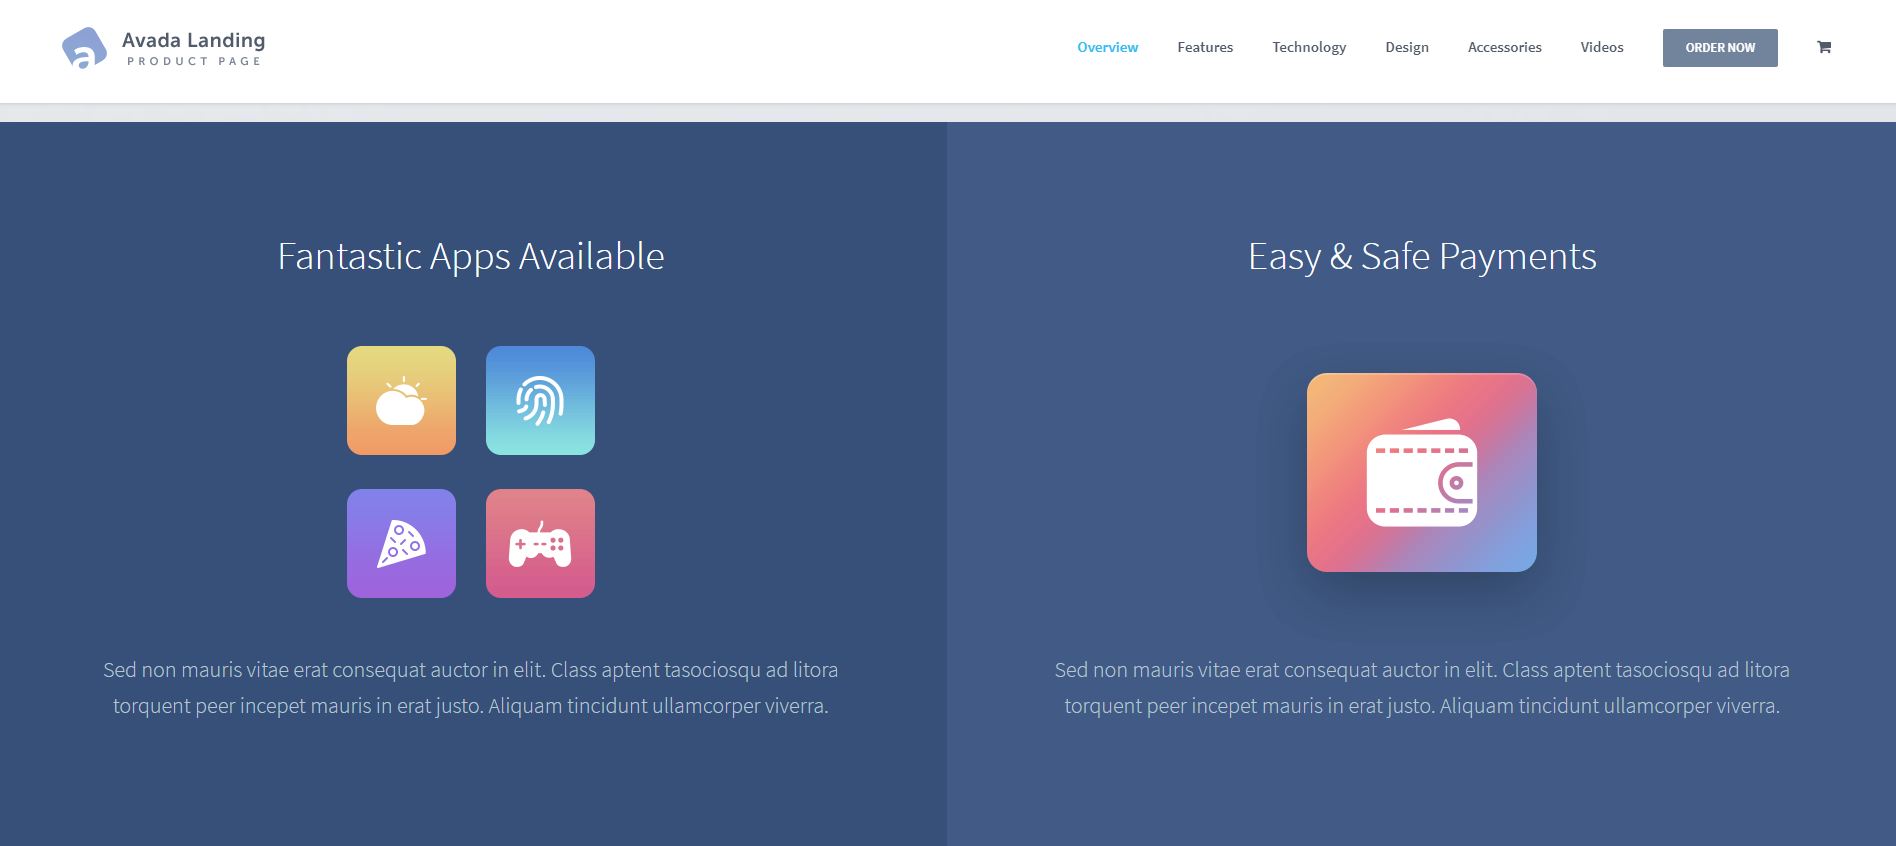 Avada Landing
PRODUCT PAGE
Overview
Features
Technology
Design
Accessories
Videos
ORDER NOW
Fantastic Apps Available
Sed non mauris vitae erat consequat auctor in elit. Class aptent tasociosqu ad litora
torquent peer incepet mauris in erat justo. Aliquam tincidunt ullamcorper viverra.
Easy & Safe Payments
Sed non mauris vitae erat consequat auctor in elit. Class aptent tasociosqu ad litora
torquent peer incepet mauris in erat justo. Aliquam tincidunt ullamcorper viverra.